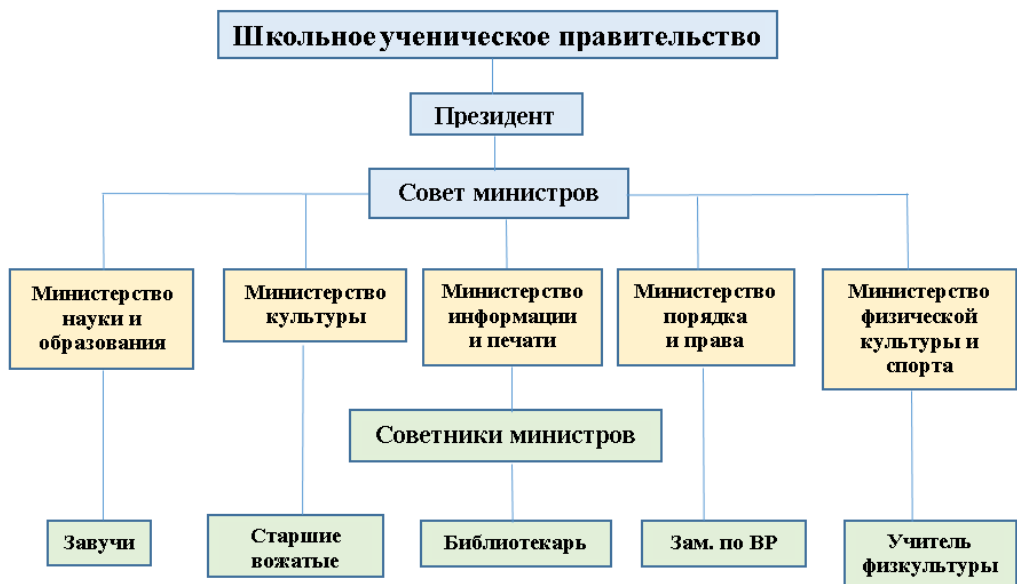 Школьное ученическое правительство
Президент
Совет министров
Министерство
науки и
образования
Министерство
культуры
Министерство
информации
и печати
Министерство
порядка
и права
Министерство
физической
культуры и
спорта
Советники министров
Завучи
Старшие
вожатые
Библиотекарь
Зам. по ВР
Учитель
физкультуры